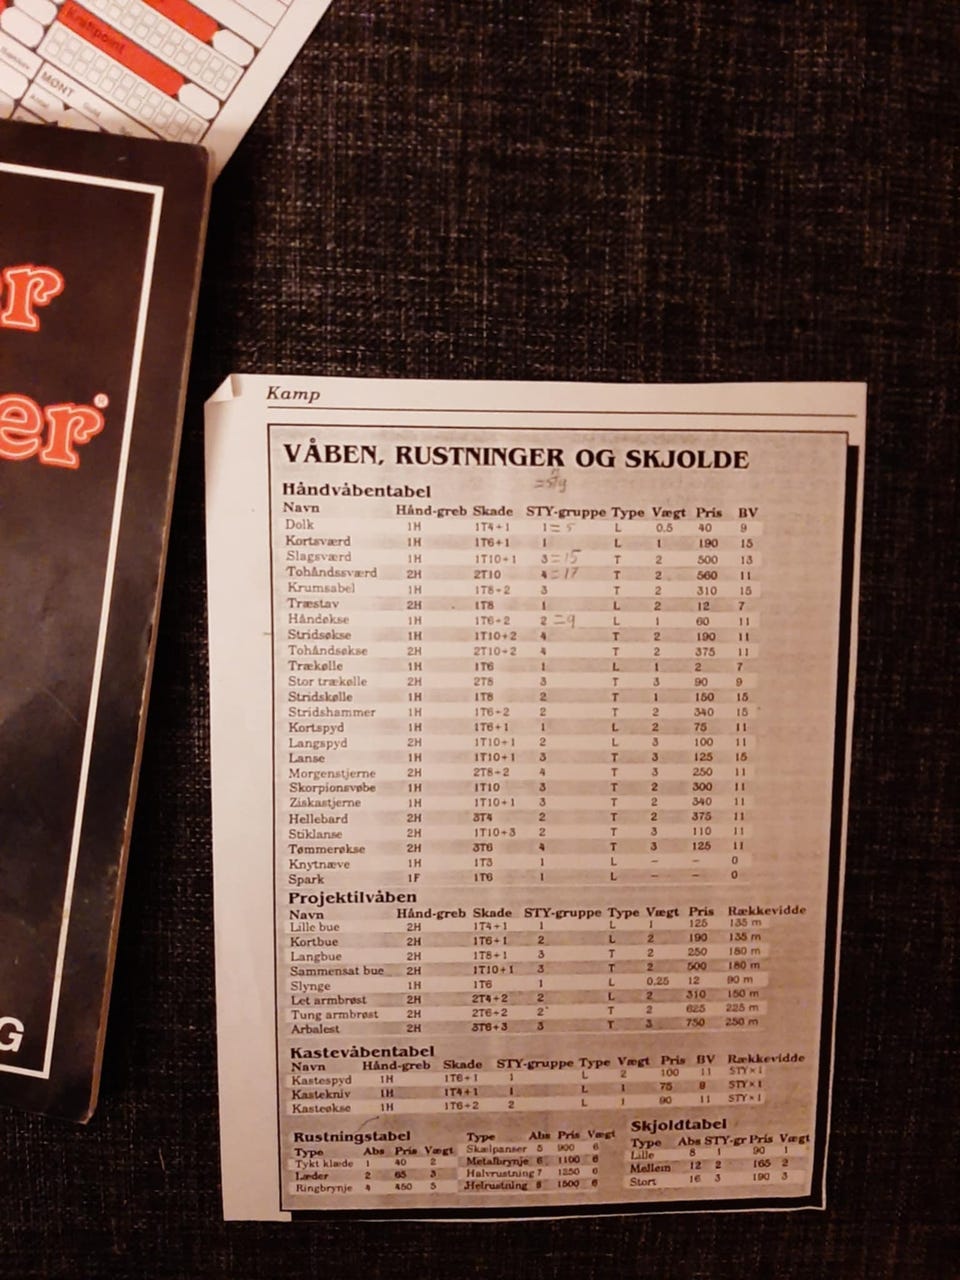 Kraftpoint
MØNT
er
er®
G
Kamp
VÅBEN, RUSTNINGER OG SKJOLDE
= sty
Håndvåbentabel
Navn Hånd-greb Skade STY-gruppe Type Vægt Pris BV
Dolk 1H 1T4+1 1 = 5 L 0.5 40 9
Kortsværd 1H 1T6+1 1 L 1 190 15
Slagsværd 1H 1T10+1 3 = 15 T 2 500 13
Tohåndssværd 2H 2T10 4 = 17 T 2 560 11
Krumsabel 1H 1T8+2 3 T 2 310 15
Træstav 2H 1T8 1 L 2 12 7
Håndøkse 1H 1T6+2 2 = 9 L 1 60 11
Stridsøkse 1H 1T10+2 4 T 2 190 11
Tohåndsøkse 2H 2T10+2 4 T 2 375 11
Trækølle 1H 1T6 1 L 1 2 7
Stor trækølle 2H 2T8 3 T 3 90 9
Stridskølle 1H 1T8 2 T 1 150 15
Stridshammer 1H 1T6+2 2 T 2 340 15
Kortspyd 1H 1T6+1 1 L 2 75 11
Langspyd 2H 1T10+1 2 L 3 100 11
Lanse 1H 1T10+1 3 T 3 125 15
Morgenstjerne 2H 2T8+2 4 T 3 250 11
Skorpionsvøbe 1H 1T10 3 T 2 300 11
Ziskastjerne 1H 1T10+1 3 T 2 340 11
Hellebard 2H 3T4 2 T 2 375 11
Stiklanse 2H 1T10+3 2 T 3 110 11
Tømmerøkse 2H 3T6 4 T 3 125 11
Knytnæve 1H 1T3 1 L – – 0
Spark 1F 1T6 1 L – – 0
Projektilvåben
Navn Hånd-greb Skade STY-gruppe Type Vægt Pris Rækkevidde
Lille bue 2H 1T4+1 1 L 1 125 135 m
Kortbue 2H 1T6+1 2 L 2 190 135 m
Langbue 2H 1T8+1 3 T 2 250 180 m
Sammensat bue 2H 1T10+1 3 T 2 500 180 m
Slynge 1H 1T6 1 L 0,25 12 90 m
Let armbrøst 2H 2T4+2 2 L 2 310 150 m
Tung armbrøst 2H 2T6+2 2 T 2 625 225 m
Arbalest 2H 3T6+3 3 T 3 750 250 m
Kastevåbentabel
Navn Hånd-greb Skade STY-gruppe Type Vægt Pris BV Rækkevidde
Kastespyd 1H 1T6+1 1 L 2 100 11 STY×1
Kastekniv 1H 1T4+1 1 L 1 75 9 STY×1
Kasteøkse 1H 1T6+2 2 L 1 90 11 STY×1
Rustningstabel
Type Abs Pris Vægt
Tykt klæde 1 40 2
Læder 2 65 3
Ringbrynje 4 450 5
Type Abs Pris Vægt
Skælpanser 5 900 6
Metalbrynje 6 1100 6
Halvrustning 7 1250 6
Helrustning 8 1500 6
Skjoldtabel
Type Abs STY-gr Pris Vægt
Lille 8 1 90 1
Mellem 12 2 165 2
Stort 16 3 190 3